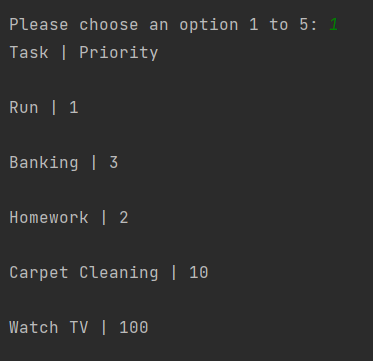 Please choose an option 1 to 5: 1
Task | Priority
Run | 1
Banking | 3
Homework | 2
Carpet Cleaning | 10
Watch TV | 100